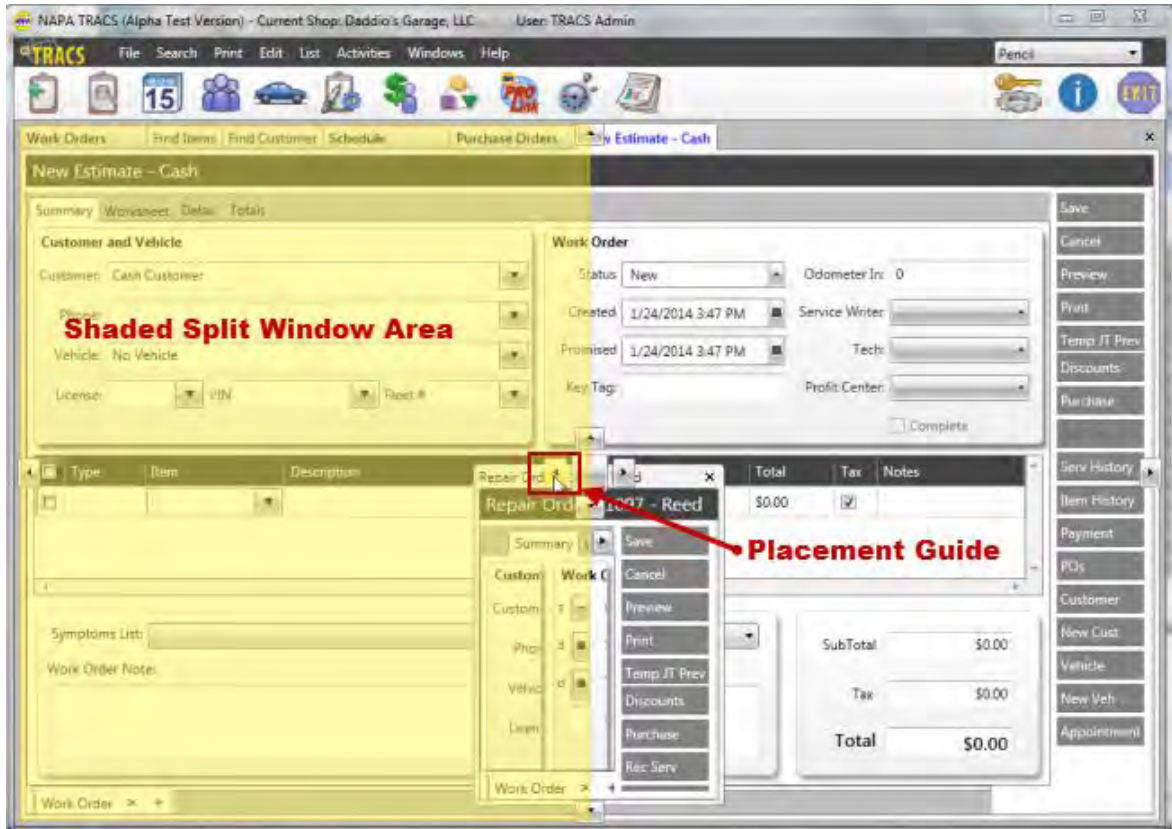 NAPA TRACS (Alpha Test Version) - Current Shop: Daddio's Garage, LLC User: TRACS Admin
TRACS File Search Print Edit List Activities Windows Help Pencil
15 PRO Link EXIT
Work Orders Find Items Find Customer Schedule Purchase Orders Estimate - Cash
New Estimate - Cash
Summary Worksheet Detail Totals Save
Customer and Vehicle Work Order Cancel
Customer: Cash Customer Status New Odometer In: 0 Preview
Phone: Created 1/24/2014 3:47 PM Service Writer Print
Shaded Split Window Area
Vehicle: No Vehicle Promised 1/24/2014 3:47 PM Tech: Temp JT Prev
Discounts
License: VIN Fleet # Key Tag: Profit Center: Purchase
Complete
Type Item Description Total Tax Notes Serv History
Repair Ord
$0.00 Item History
Repair Ord 1097 - Reed
Placement Guide Payment
Summary Save
POs
Custom Work O Cancel
Customer
Custom Preview
Symptoms List: Phon Print SubTotal $0.00 New Cust
Work Order Note: Temp JT Prev Vehicle
Vehic Discounts Tax $0.00 New Veh
Licen Purchase Total $0.00 Appointment
Rec Serv
Work Order
Work Order × +